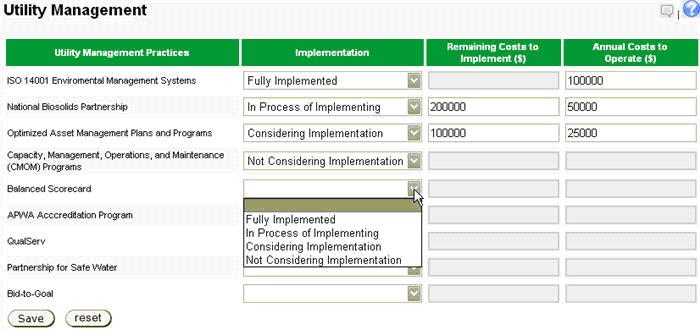 Utility Management
?
Utility Management Practices Implementation Remaining Costs to Implement ($) Annual Costs to Operate ($)
ISO 14001 Enviromental Management Systems Fully Implemented 100000
National Biosolids Partnership In Process of Implementing 200000 50000
Optimized Asset Management Plans and Programs Considering Implementation 100000 25000
Capacity, Management, Operations, and Maintenance
(CMOM) Programs Not Considering Implementation
Balanced Scorecard
APWA Acccreditation Program
Fully Implemented
In Process of Implementing
Considering Implementation
Not Considering Implementation
QualServ
Partnership for Safe Water
Bid-to-Goal
Save reset